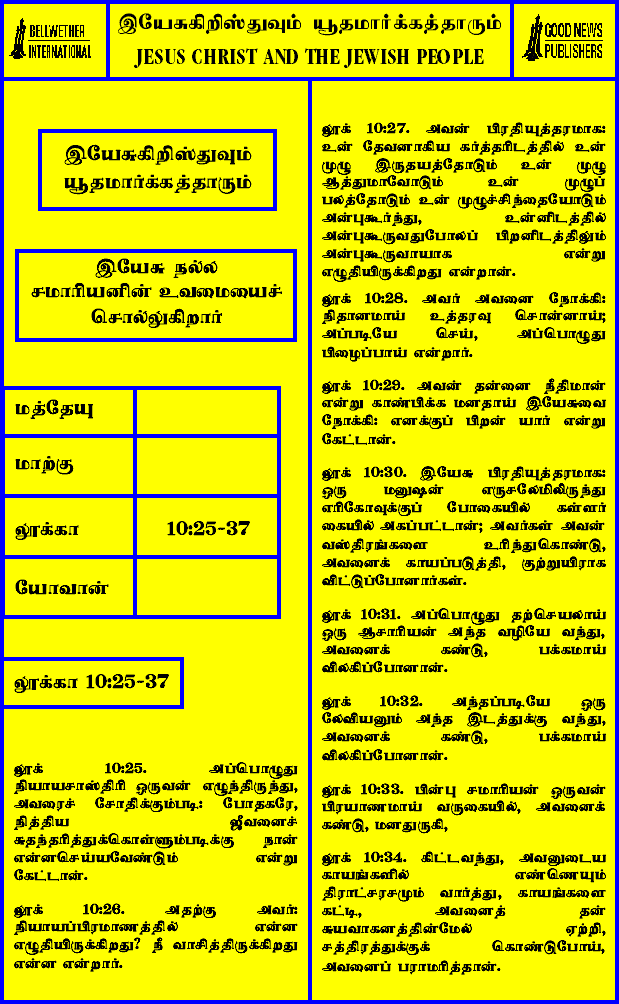 BELLWETHER
INTERNATIONAL
இயேசுகிறிஸ்துவும் யூதமார்க்கத்தாரும்
JESUS CHRIST AND THE JEWISH PEOPLE
GOOD NEWS
PUBLISHERS
இயேசுகிறிஸ்துவும்
யூதமார்க்கத்தாரும்
இயேசு நல்ல
சமாரியனின் உவமையைச்
சொல்லுகிறார்
மத்தேயு
மாற்கு
லூக்கா 10:25-37
யோவான்
லூக்கா 10:25-37
லூக் 10:25. அப்பொழுது
நியாயசாஸ்திரி ஒருவன் எழுந்திருந்து,
அவரைச் சோதிக்கும்படி: போதகரே,
நித்திய ஜீவனைச்
சுதந்தரித்துக்கொள்ளும்படிக்கு நான்
என்னசெய்யவேண்டும் என்று
கேட்டான்.
லூக் 10:26. அதற்கு அவர்:
நியாயப்பிரமாணத்தில் என்ன
எழுதியிருக்கிறது? நீ வாசித்திருக்கிறது
என்ன என்றார்.
லூக் 10:27. அவன் பிரதியுத்தரமாக:
உன் தேவனாகிய கர்த்தரிடத்தில் உன்
முழு இருதயத்தோடும் உன் முழு
ஆத்துமாவோடும் உன் முழுப்
பலத்தோடும் உன் முழுச்சிந்தையோடும்
அன்புகூர்ந்து, உன்னிடத்தில்
அன்புகூருவதுபோலப் பிறனிடத்திலும்
அன்புகூருவாயாக என்று
எழுதியிருக்கிறது என்றான்.
லூக் 10:28. அவர் அவனை நோக்கி:
நிதானமாய் உத்தரவு சொன்னாய்;
அப்படியே செய், அப்பொழுது
பிழைப்பாய் என்றார்.
லூக் 10:29. அவன் தன்னை நீதிமான்
என்று காண்பிக்க மனதாய் இயேசுவை
நோக்கி: எனக்குப் பிறன் யார் என்று
கேட்டான்.
லூக் 10:30. இயேசு பிரதியுத்தரமாக:
ஒரு மனுஷன் எருசலேமிலிருந்து
எரிகோவுக்குப் போகையில் கள்ளர்
கையில் அகப்பட்டான்; அவர்கள் அவன்
வஸ்திரங்களை உரிந்துகொண்டு,
அவனைக் காயப்படுத்தி, குற்றுயிராக
விட்டுப்போனார்கள்.
லூக் 10:31. அப்பொழுது தற்செயலாய்
ஒரு ஆசாரியன் அந்த வழியே வந்து,
அவனைக் கண்டு, பக்கமாய்
விலகிப்போனான்.
லூக் 10:32. அந்தப்படியே ஒரு
லேவியனும் அந்த இடத்துக்கு வந்து,
அவனைக் கண்டு, பக்கமாய்
விலகிப்போனான்.
லூக் 10:33. பின்பு சமாரியன் ஒருவன்
பிரயாணமாய் வருகையில், அவனைக்
கண்டு, மனதுருகி,
லூக் 10:34. கிட்டவந்து, அவனுடைய
காயங்களில் எண்ணெயும்
திராட்சரசமும் வார்த்து, காயங்களை
கட்டி, அவனைத் தன்
சுயவாகனத்தின்மேல் ஏற்றி,
சத்திரத்துக்குக் கொண்டுபோய்,
அவனைப் பராமரித்தான்.